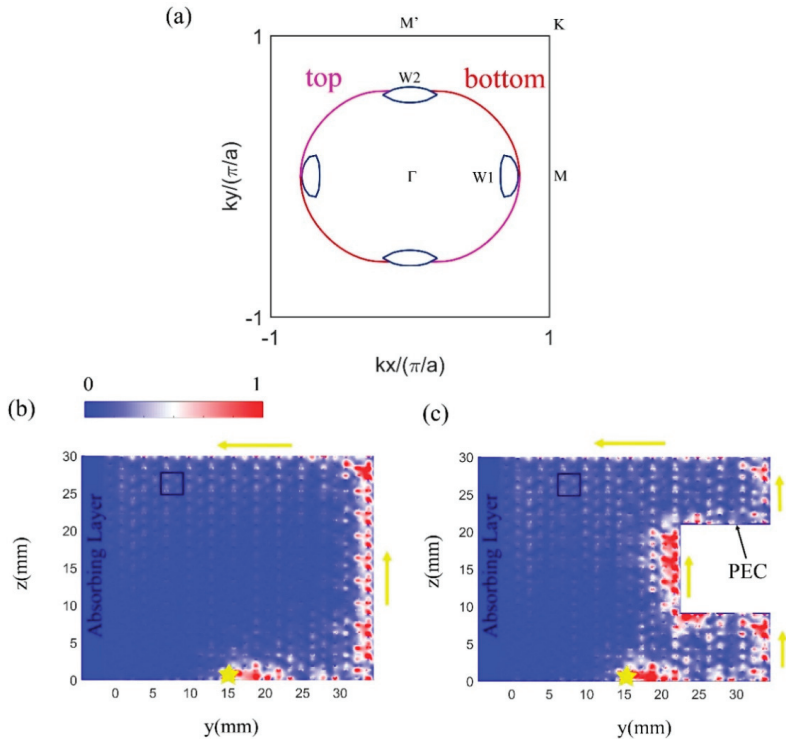 (a)
M'
K
1
top
W2
bottom
ky/(π/a)
Γ
W1
M
-1
-1
1
kx/(π/a)
0
1
(b)
(c)
30
25
20
15
10
5
0
z(mm)
Absorbing Layer
0
5
10
15
20
25
30
y(mm)
30
25
20
15
10
5
0
z(mm)
Absorbing Layer
PEC
0
5
10
15
20
25
30
y(mm)